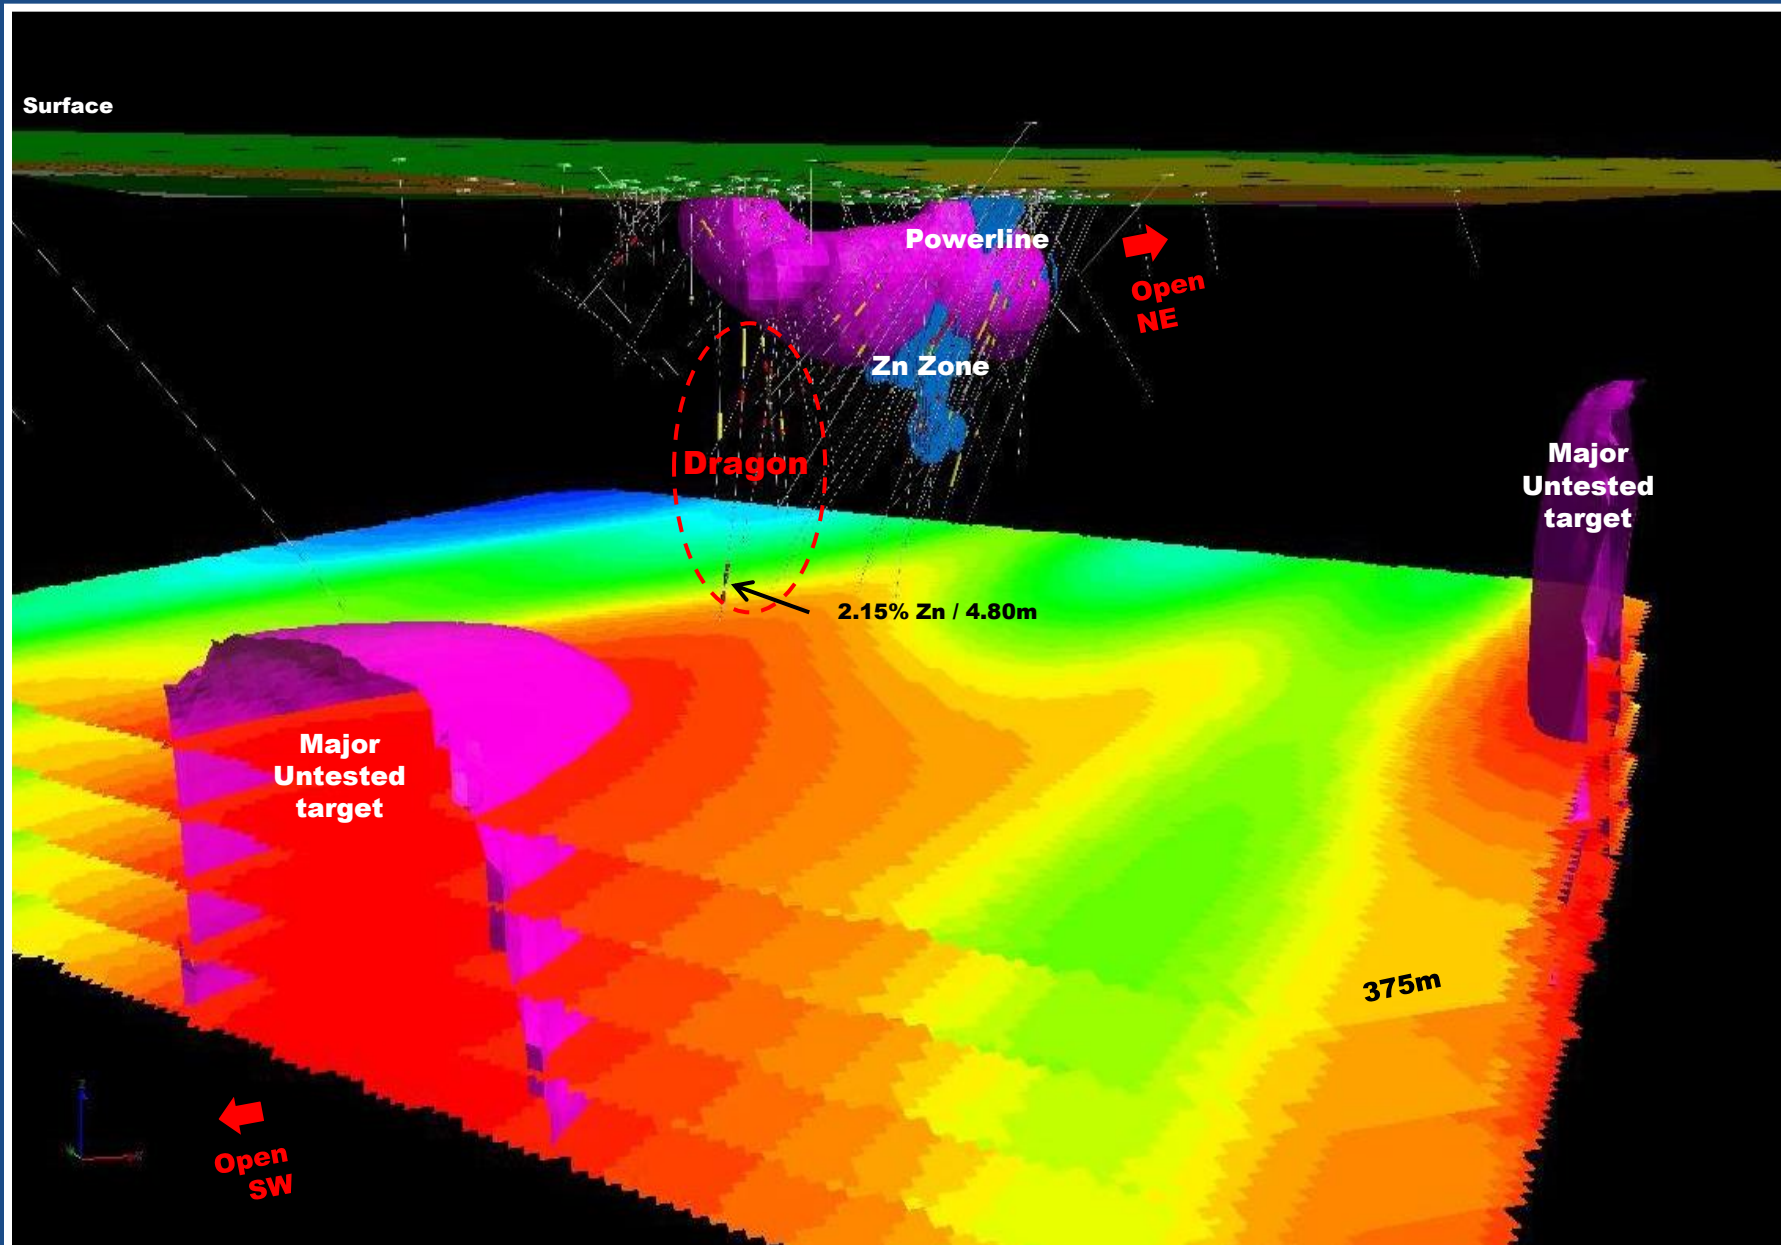 Surface
Powerline
Open
NE
Zn Zone
Dragon
Major
Untested
target
2.15% Zn / 4.80m
Major
Untested
target
375m
Open
SW